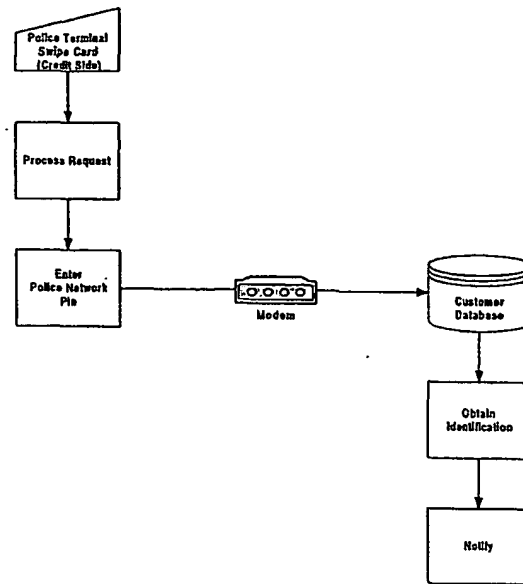 Police Terminal
Swipe Card
(Credit Side)
Process Request
Enter
Police Network
Pin
Modem
Customer
Database
Obtain
Identification
Notify